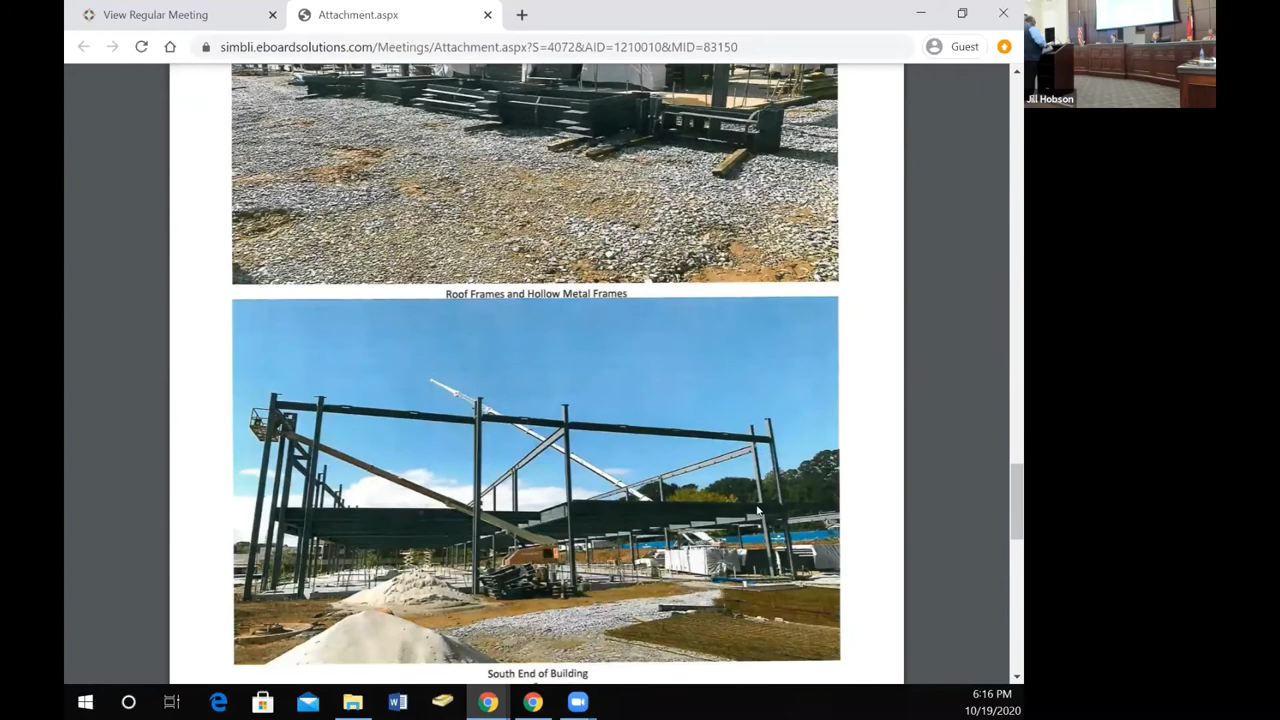 View Regular Meeting
Attachment.aspx
simbli.eboardsolutions.com/Meetings/Attachment.aspx?S=4072&AID=1210010&MID=83150
Guest
Jill Hobson
Roof Frames and Hollow Metal Frames
South End of Building
6:16 PM
10/19/2020